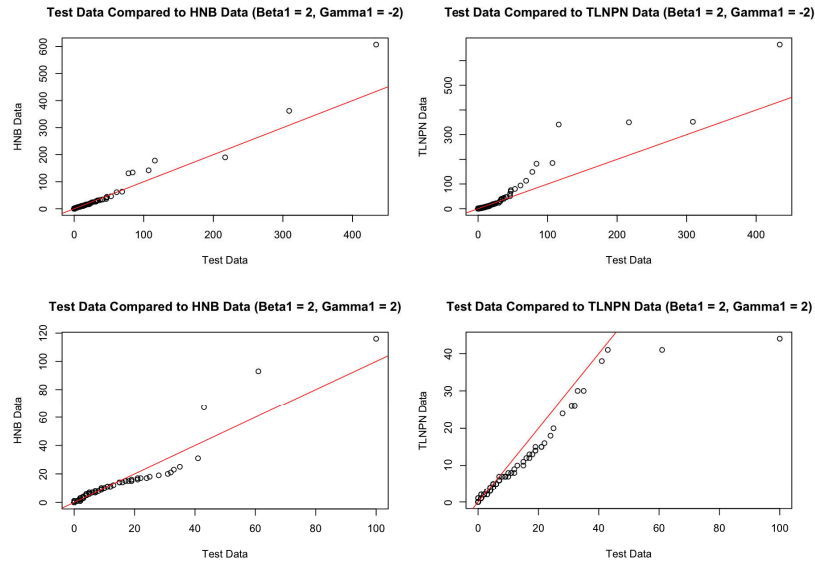 Test Data Compared to HNB Data (Beta1 = 2, Gamma1 = -2)
HNB Data
0 100 200 300 400 500 600
0 100 200 300 400
Test Data
Test Data Compared to TLNPN Data (Beta1 = 2, Gamma1 = -2)
TLNPN Data
0 100 300 500
0 100 200 300 400
Test Data
Test Data Compared to HNB Data (Beta1 = 2, Gamma1 = 2)
HNB Data
0 20 40 60 80 100 120
0 20 40 60 80 100
Test Data
Test Data Compared to TLNPN Data (Beta1 = 2, Gamma1 = 2)
TLNPN Data
0 10 20 30 40
0 20 40 60 80 100
Test Data